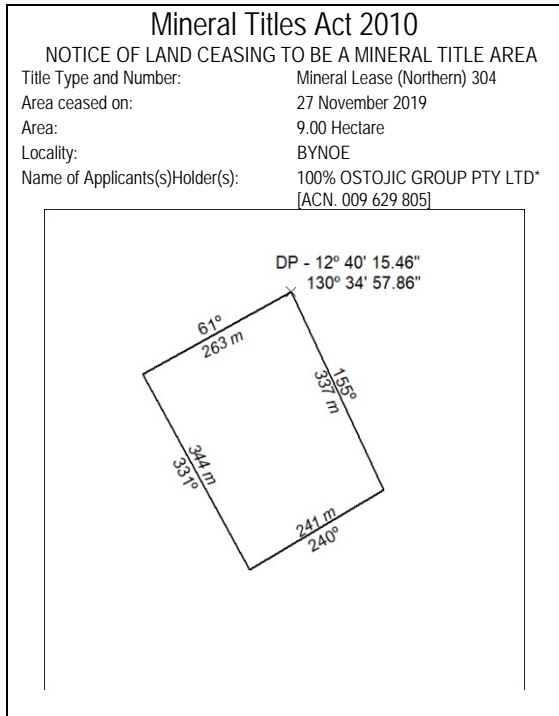 Mineral Titles Act 2010
NOTICE OF LAND CEASING TO BE A MINERAL TITLE AREA
Title Type and Number: Mineral Lease (Northern) 304
Area ceased on: 27 November 2019
Area: 9.00 Hectare
Locality: BYNOE
Name of Applicants(s)Holder(s): 100% OSTOJIC GROUP PTY LTD*
[ACN. 009 629 805]
DP - 12º 40' 15.46"
130º 34' 57.86"
61º
263 m
155º
337 m
344 m
331º
241 m
240º